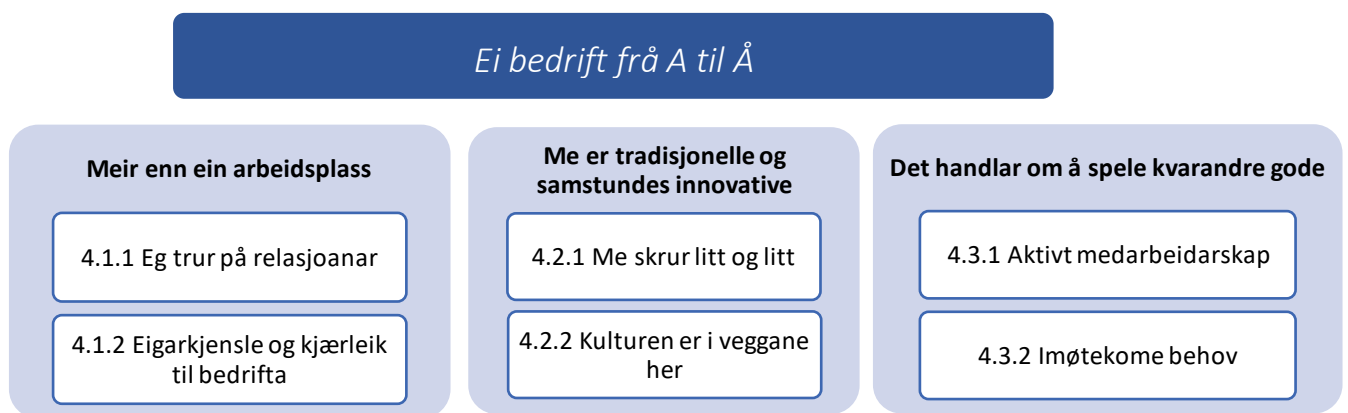 Ei bedrift frå A til Å
Meir enn ein arbeidsplass
4.1.1 Eg trur på relasjoanar
4.1.2 Eigarkjensle og kjærleik
til bedrifta
Me er tradisjonelle og
samstundes innovative
4.2.1 Me skrur litt og litt
4.2.2 Kulturen er i veggane
her
Det handlar om å spele kvarandre gode
4.3.1 Aktivt medarbeidarskap
4.3.2 Imøtekome behov